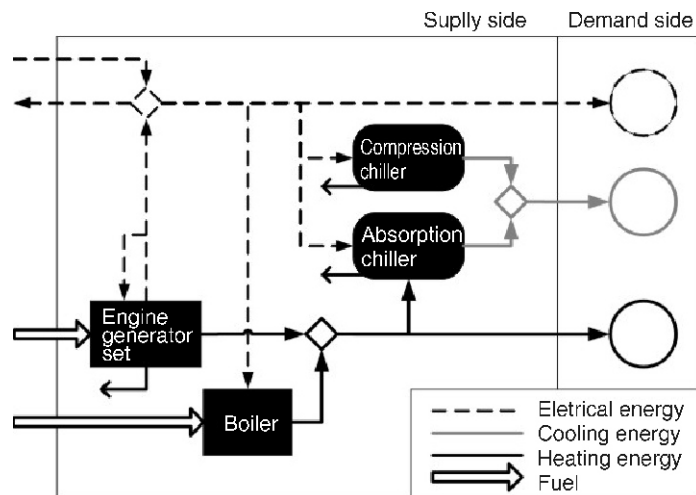 Suplly side
Demand side
Compression
chiller
Absorption
chiller
Engine
generator
set
Boiler
Eletrical energy
Cooling energy
Heating energy
Fuel